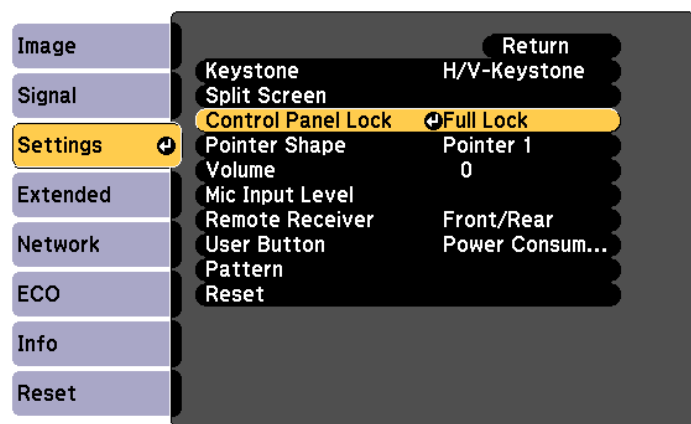 Image
Signal
Settings
Extended
Network
ECO
Info
Reset
Return
Keystone H/V-Keystone
Split Screen
Control Panel Lock Full Lock
Pointer Shape Pointer 1
Volume 0
Mic Input Level
Remote Receiver Front/Rear
User Button Power Consum...
Pattern
Reset